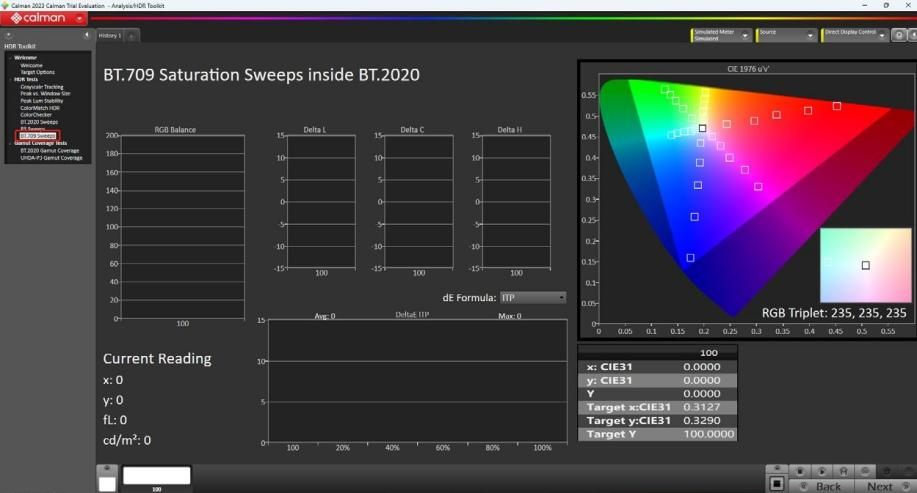 Calman 2023 Calman Trial Evaluation - Analysis/HDR Toolkit
calman
History 1
Simulated Meter
Simulated
Source
Direct Display Control
HDR Toolkit
Welcome
Welcome
Target Options
HDR Tests
Grayscale Tracking
Peak vs. Window Size
Peak Lum Stability
ColorMatch HDR
ColorChecker
BT.2020 Sweeps
P3 Sweeps
BT.709 Sweeps
Gamut Coverage Tests
BT.2020 Gamut Coverage
UHDA-P3 Gamut Coverage
BT.709 Saturation Sweeps inside BT.2020
RGB Balance
200
180
160
140
120
100
80
60
40
20
0
100
Delta L
15
10
5
0
-5
-10
-15
100
Delta C
15
10
5
0
-5
-10
-15
100
Delta H
15
10
5
0
-5
-10
-15
100
dE Formula: ITP
Avg: 0
DeltaE ITP
Max: 0
15
10
5
0
100 20% 40% 60% 80% 100%
Current Reading
x: 0
y: 0
fL: 0
cd/m²: 0
CIE 1976 u'v'
0.55
0.5
0.45
0.4
0.35
0.3
0.25
0.2
0.15
0.1
0.05
0
0 0.05 0.1 0.15 0.2 0.25 0.3 0.35 0.4 0.45 0.5 0.55
RGB Triplet: 235, 235, 235
100
x: CIE31 0.0000
y: CIE31 0.0000
Y 0.0000
Target x:CIE31 0.3127
Target y:CIE31 0.3290
Target Y 100.0000
100
Back
Next